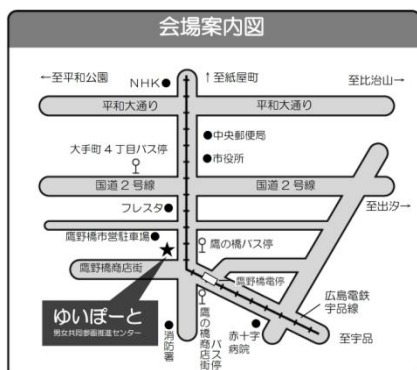 会場案内図
←至平和公園
NHK
↑至紙屋町
至比治山→
平和大通り
平和大通り
中央郵便局
大手町4丁目バス停
市役所
国道2号線
国道2号線
フレスタ
至出汐→
鷹野橋市営駐車場
鷹の橋バス停
鷹野橋商店街
鷹野橋電停
ゆいぽーと
男女共同参画推進センター
広島電鉄
宇品線
消防署
鷹の橋商店街バス停
赤十字
病院
至宇品